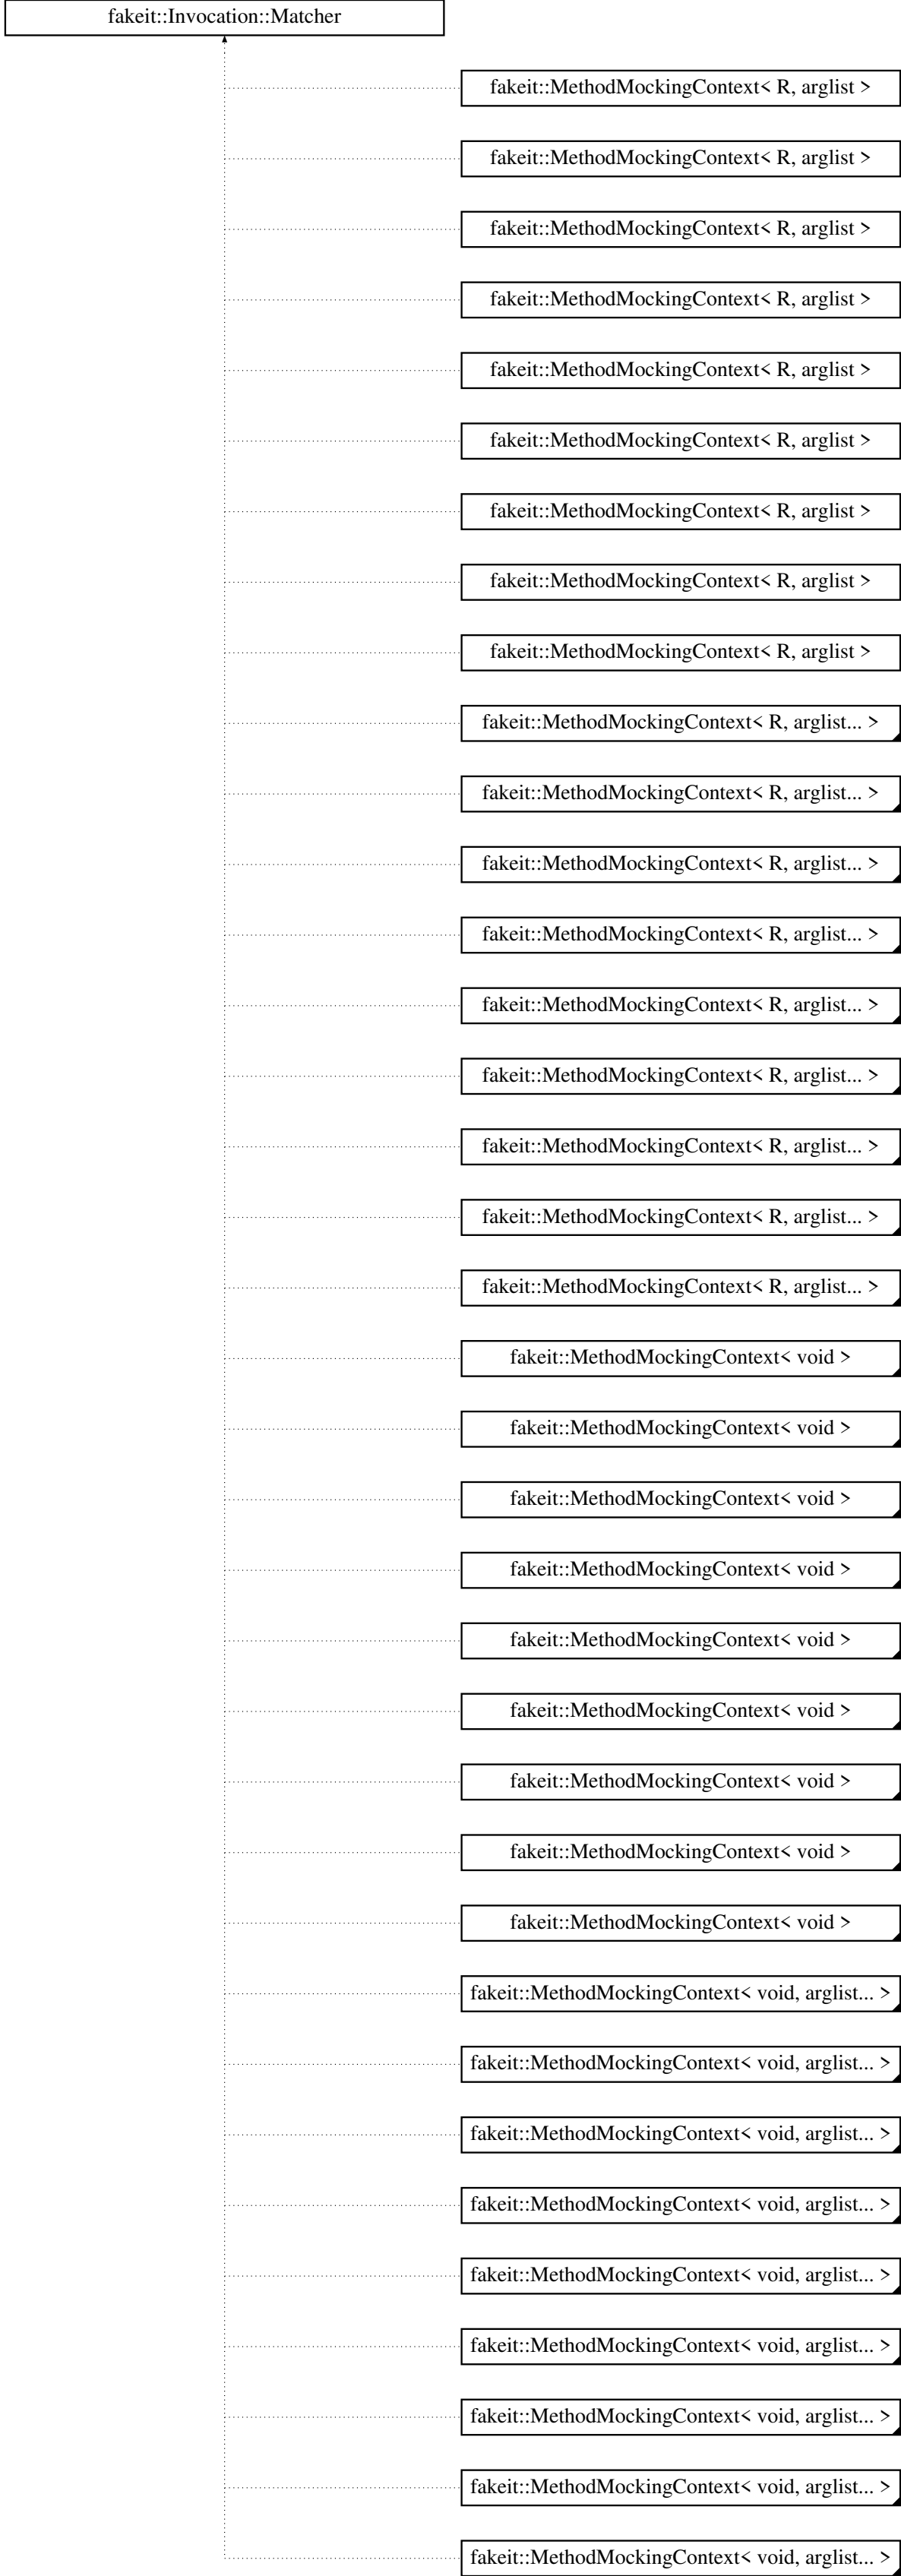 fakeit::Invocation::Matcher
fakeit::MethodMockingContext< R, arglist >
fakeit::MethodMockingContext< R, arglist >
fakeit::MethodMockingContext< R, arglist >
fakeit::MethodMockingContext< R, arglist >
fakeit::MethodMockingContext< R, arglist >
fakeit::MethodMockingContext< R, arglist >
fakeit::MethodMockingContext< R, arglist >
fakeit::MethodMockingContext< R, arglist >
fakeit::MethodMockingContext< R, arglist >
fakeit::MethodMockingContext< R, arglist... >
fakeit::MethodMockingContext< R, arglist... >
fakeit::MethodMockingContext< R, arglist... >
fakeit::MethodMockingContext< R, arglist... >
fakeit::MethodMockingContext< R, arglist... >
fakeit::MethodMockingContext< R, arglist... >
fakeit::MethodMockingContext< R, arglist... >
fakeit::MethodMockingContext< R, arglist... >
fakeit::MethodMockingContext< R, arglist... >
fakeit::MethodMockingContext< void >
fakeit::MethodMockingContext< void >
fakeit::MethodMockingContext< void >
fakeit::MethodMockingContext< void >
fakeit::MethodMockingContext< void >
fakeit::MethodMockingContext< void >
fakeit::MethodMockingContext< void >
fakeit::MethodMockingContext< void >
fakeit::MethodMockingContext< void >
fakeit::MethodMockingContext< void, arglist... >
fakeit::MethodMockingContext< void, arglist... >
fakeit::MethodMockingContext< void, arglist... >
fakeit::MethodMockingContext< void, arglist... >
fakeit::MethodMockingContext< void, arglist... >
fakeit::MethodMockingContext< void, arglist... >
fakeit::MethodMockingContext< void, arglist... >
fakeit::MethodMockingContext< void, arglist... >
fakeit::MethodMockingContext< void, arglist... >